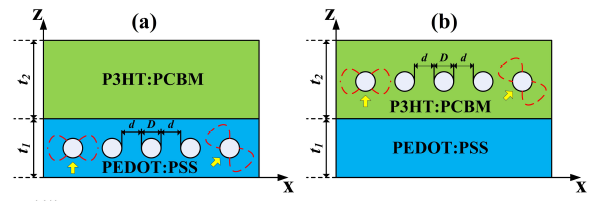 (a)
z
t2
P3HT:PCBM
d D d
t1
PEDOT:PSS
x
(b)
z
t2
d D d
P3HT:PCBM
t1
PEDOT:PSS
x